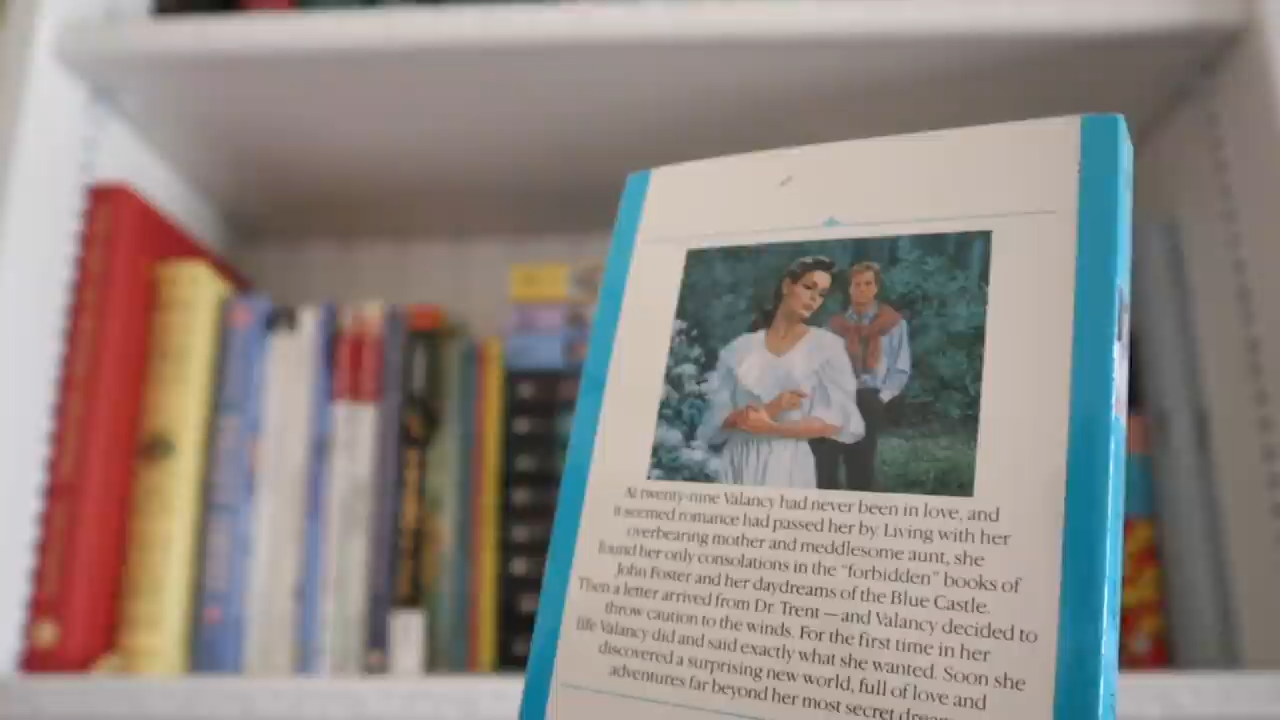 At twenty-nine Valancy had never been in love, and
it seemed romance had passed her by. Living with her
overbearing mother and meddlesome aunt, she
found her only consolations in the "forbidden" books of
John Foster and her daydreams of the Blue Castle.
Then a letter arrived from Dr. Trent—and Valancy decided to
throw caution to the winds. For the first time in her
life Valancy did and said exactly what she wanted. Soon she
discovered a surprising new world, full of love and
adventures far beyond her most secret